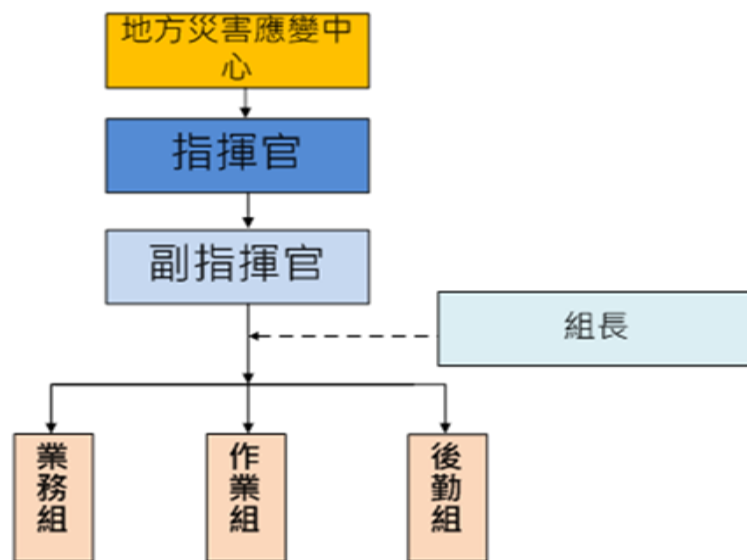 地方災害應變中
心
指揮官
副指揮官
組長
業務組
作業組
後勤組